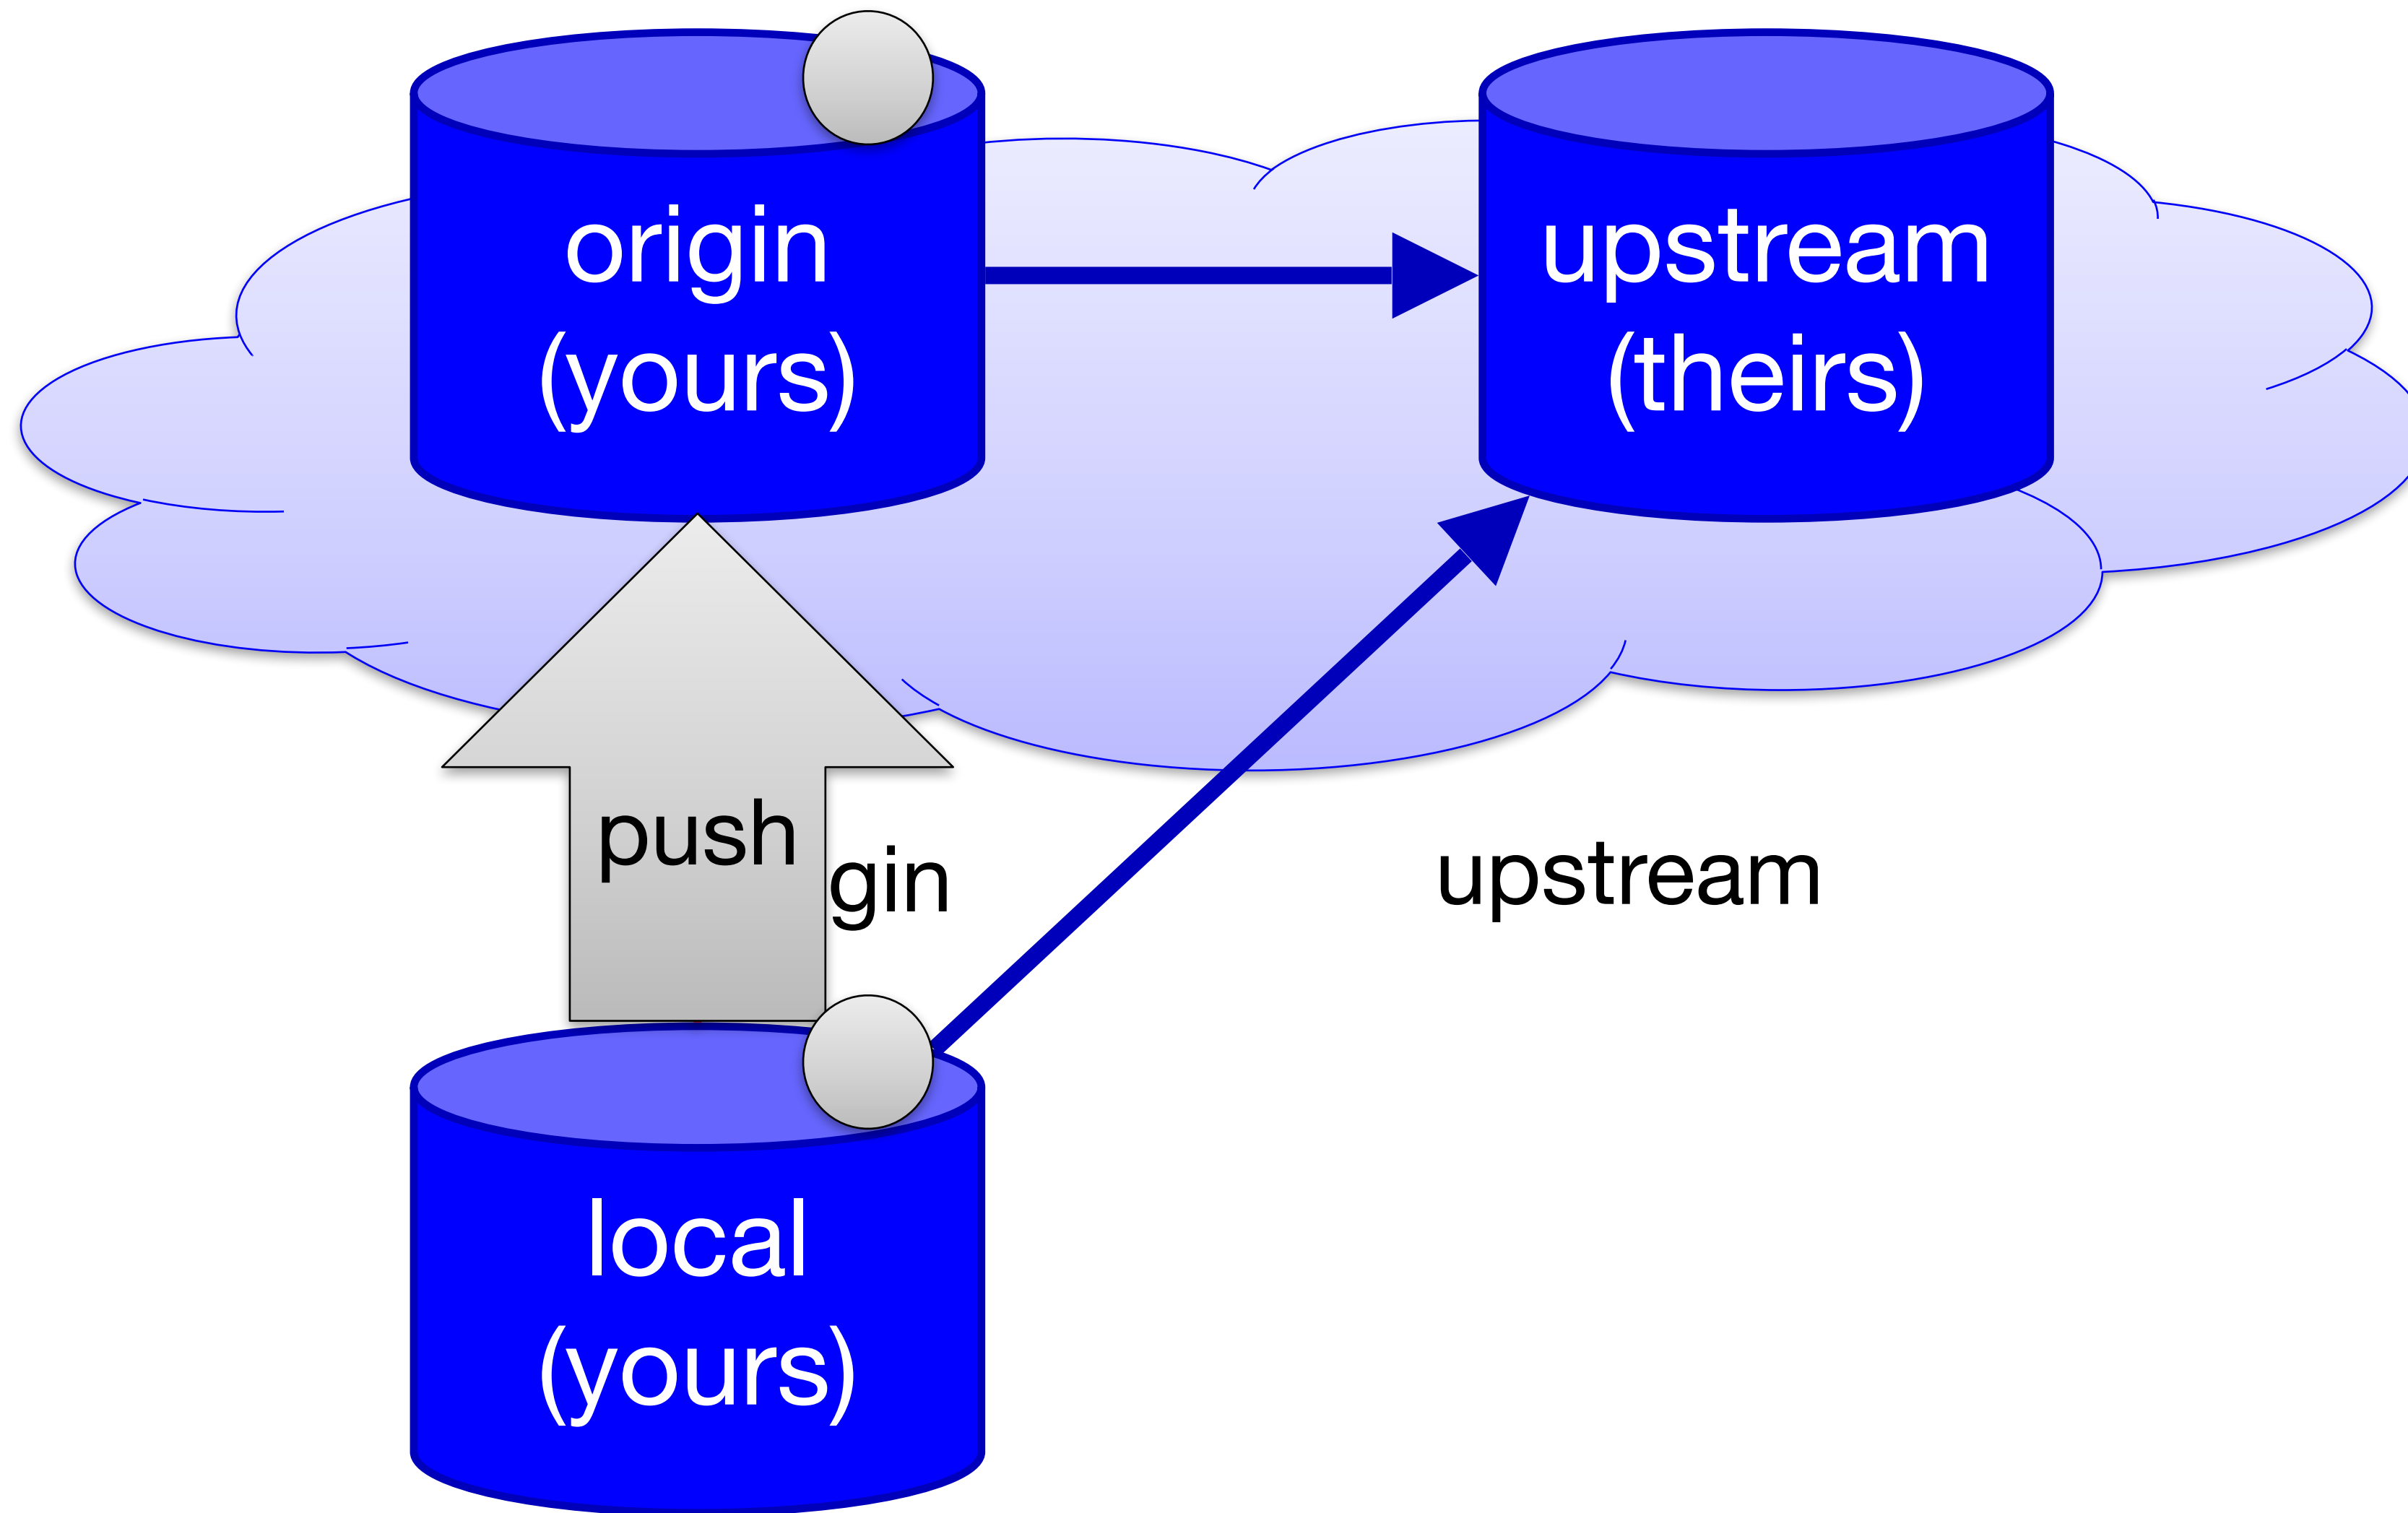 origin
(yours)
upstream
(theirs)
push
gin
upstream
local
(yours)